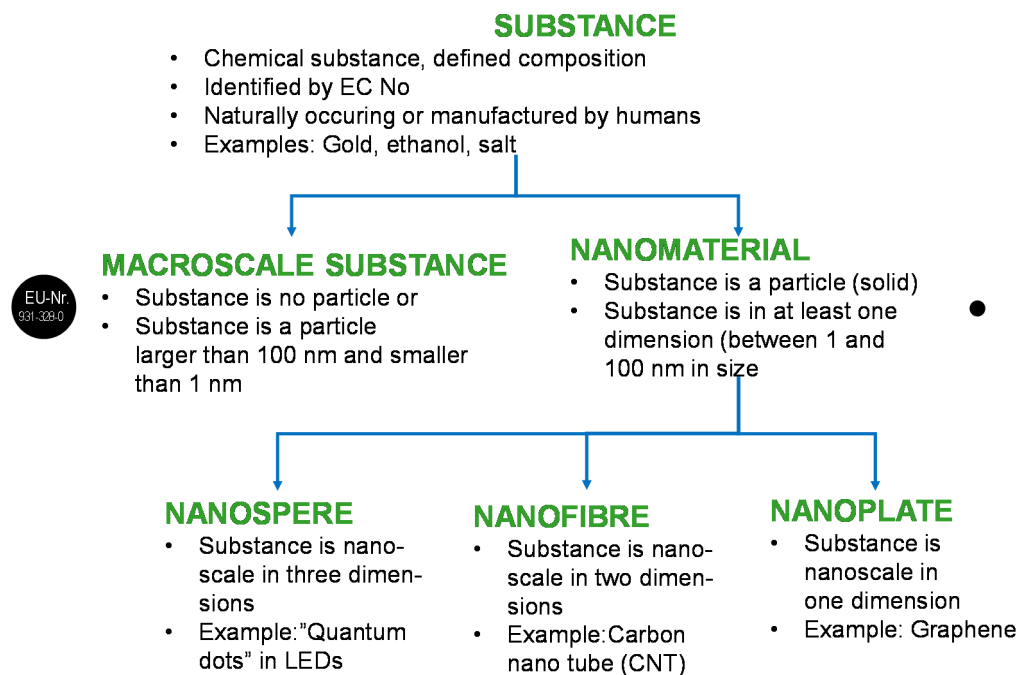 SUBSTANCE
• Chemical substance, defined composition
• Identified by EC No
• Naturally occuring or manufactured by humans
• Examples: Gold, ethanol, salt
MACROSCALE SUBSTANCE
• Substance is no particle or
• Substance is a particle
larger than 100 nm and smaller
than 1 nm
EU-Nr.
931-328-0
NANOMATERIAL
• Substance is a particle (solid)
• Substance is in at least one
dimension (between 1 and
100 nm in size
NANOSPERE
• Substance is nano-
scale in three dimen-
sions
• Example:”Quantum
dots” in LEDs
NANOFIBRE
• Substance is nano-
scale in two dimen-
sions
• Example:Carbon
nano tube (CNT)
NANOPLATE
• Substance is
nanoscale in
one dimension
• Example: Graphene